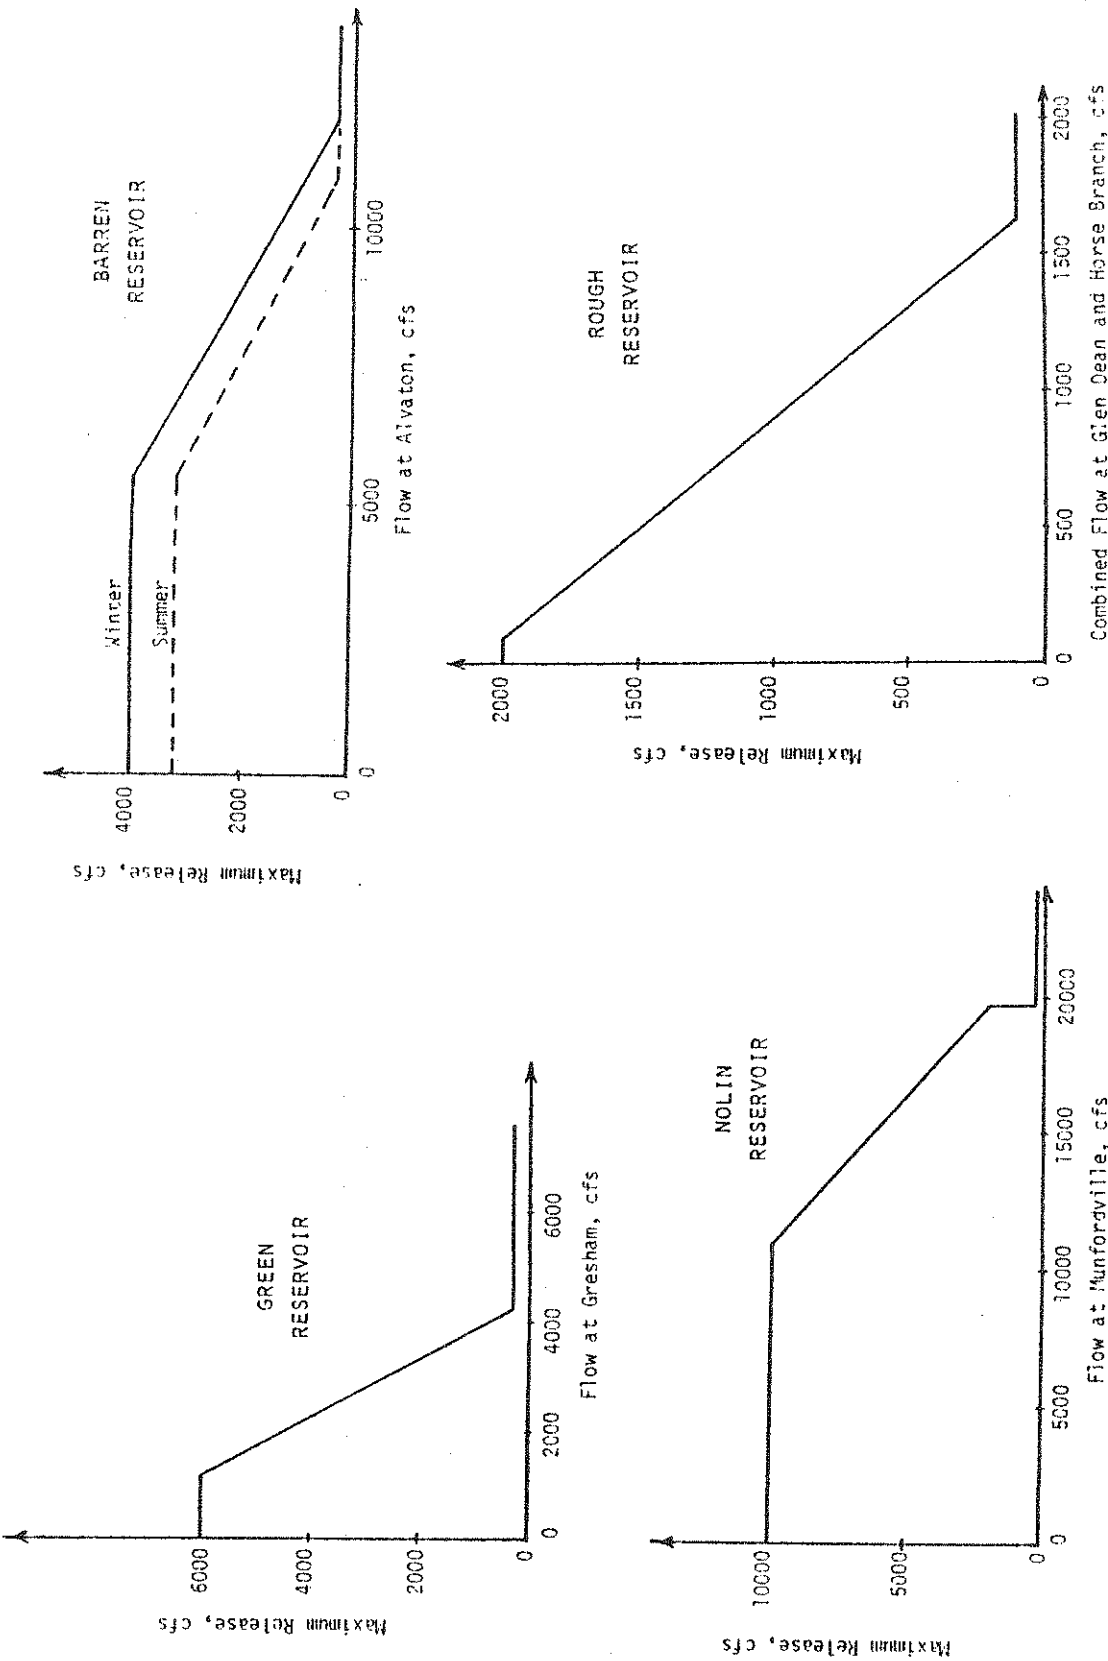 GREEN
RESERVOIR
Maximum Release, cfs
6000
4000
2000
0
0
2000
4000
6000
Flow at Gresham, cfs
BARREN
RESERVOIR
Winter
Summer
Maximum Release, cfs
4000
2000
0
0
5000
10000
Flow at Alvaton, cfs
NOLIN
RESERVOIR
Maximum Release, cfs
10000
5000
0
0
5000
10000
15000
20000
Flow at Munfordville, cfs
ROUGH
RESERVOIR
Maximum Release, cfs
2000
1500
1000
500
0
0
500
1000
1500
2000
Combined Flow at Glen Dean and Horse Branch, cfs